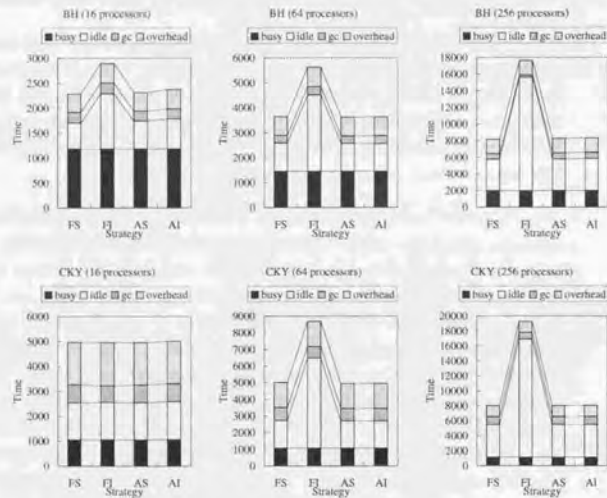 BH (16 processors)
■ busy □ idle ▨ gc □ overhead
3000
2500
2000
1500
1000
500
0
Time
FS FI AS AI
Strategy
BH (64 processors)
■ busy □ idle ▨ gc □ overhead
6000
5000
4000
3000
2000
1000
0
Time
FS FI AS AI
Strategy
BH (256 processors)
■ busy □ idle ▨ gc □ overhead
18000
16000
14000
12000
10000
8000
6000
4000
2000
0
Time
FS FI AS AI
Strategy
CKY (16 processors)
■ busy □ idle ▨ gc □ overhead
6000
5000
4000
3000
2000
1000
0
Time
FS FI AS AI
Strategy
CKY (64 processors)
■ busy □ idle ▨ gc □ overhead
9000
8000
7000
6000
5000
4000
3000
2000
1000
0
Time
FS FI AS AI
Strategy
CKY (256 processors)
■ busy □ idle ▨ gc □ overhead
20000
18000
16000
14000
12000
10000
8000
6000
4000
2000
0
Time
FS FI AS AI
Strategy